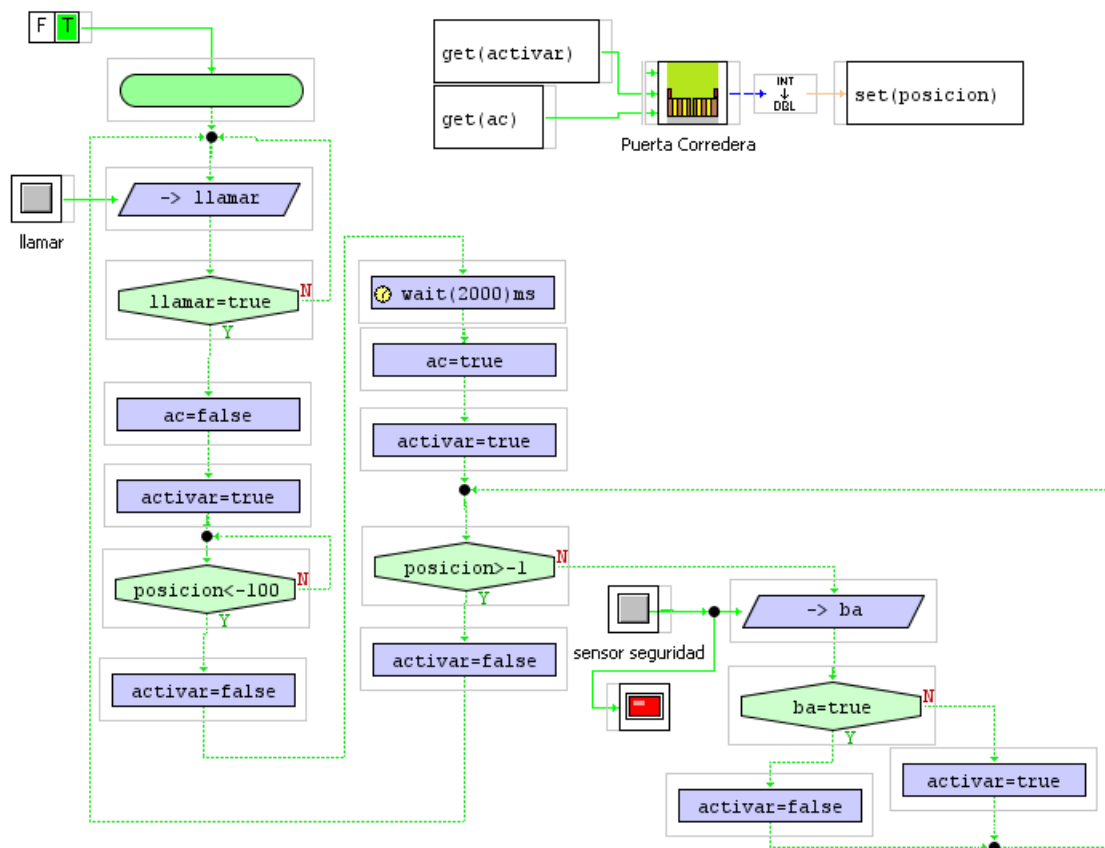 F T
get(activar)
get(ac)
Puerta Corredera
INT
DBL
set(posicion)
-> llamar
llamar
llamar=true
N
Y
ac=false
activar=true
posicion<-100
N
Y
activar=false
wait(2000)ms
ac=true
activar=true
posicion>-1
N
Y
activar=false
sensor seguridad
-> ba
ba=true
N
Y
activar=false
activar=true